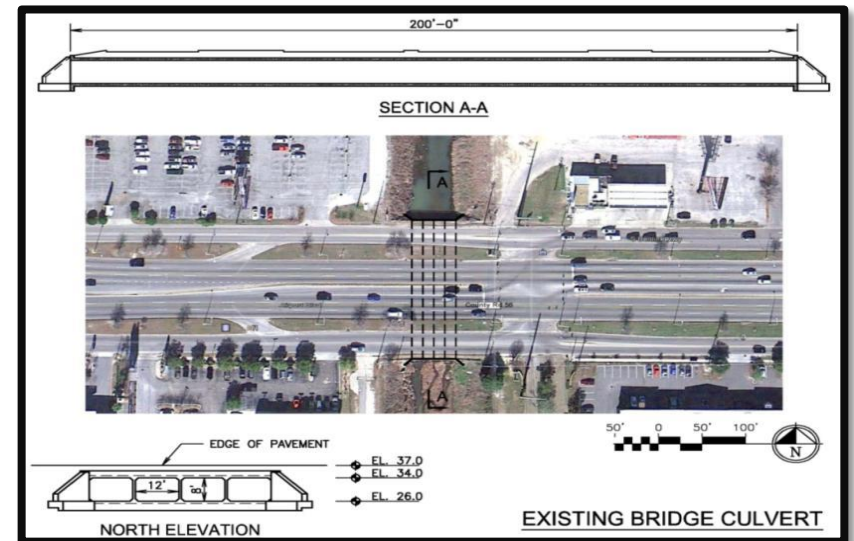 200'-0"
SECTION A-A
A
A
50' 0 50' 100'
N
EDGE OF PAVEMENT
EL. 37.0
EL. 34.0
12'
8'
EL. 26.0
NORTH ELEVATION
EXISTING BRIDGE CULVERT